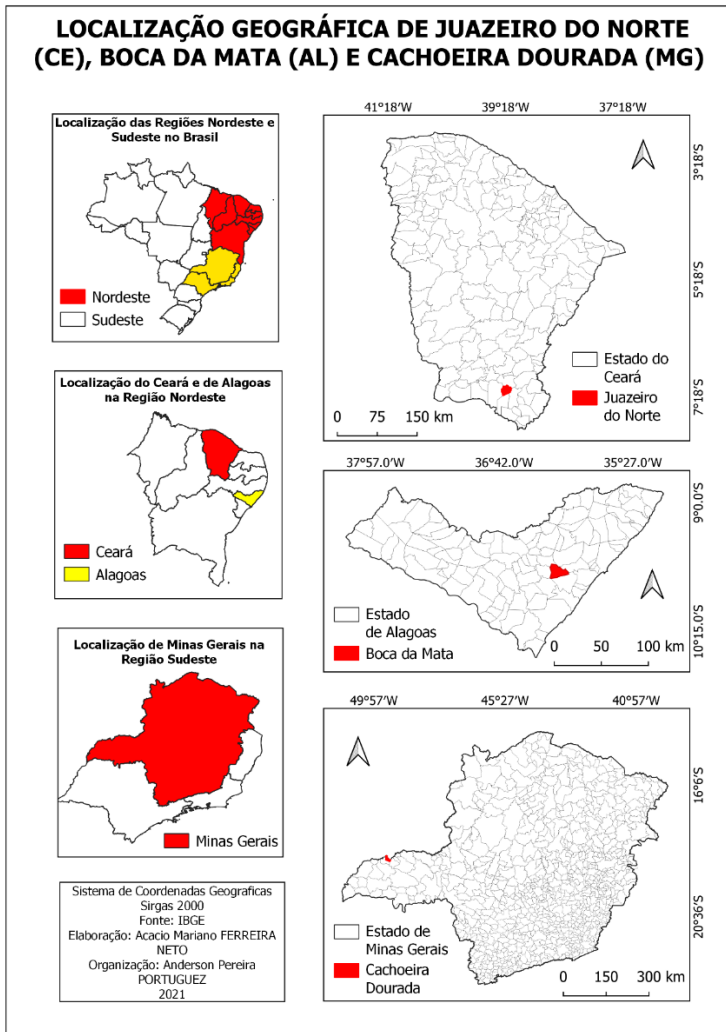 LOCALIZAÇÃO GEOGRÁFICA DE JUAZEIRO DO NORTE
(CE), BOCA DA MATA (AL) E CACHOEIRA DOURADA (MG)
Localização das Regiões Nordeste e
Sudeste no Brasil
Nordeste
Sudeste
Localização do Ceará e de Alagoas
na Região Nordeste
Ceará
Alagoas
Localização de Minas Gerais na
Região Sudeste
Minas Gerais
Sistema de Coordenadas Geograficas
Sirgas 2000
Fonte: IBGE
Elaboração: Acacio Mariano FERREIRA
NETO
Organização: Anderson Pereira
PORTUGUEZ
2021
41°18'W 39°18'W 37°18'W
3°18'S
5°18'S
7°18'S
Estado do
Ceará
Juazeiro
do Norte
0 75 150 km
37°57.0'W 36°42.0'W 35°27.0'W
9°0.0'S
10°15.0'S
Estado
de Alagoas
Boca da Mata
0 50 100 km
49°57'W 45°27'W 40°57'W
16°6'S
20°36'S
Estado de
Minas Gerais
Cachoeira
Dourada
0 150 300 km